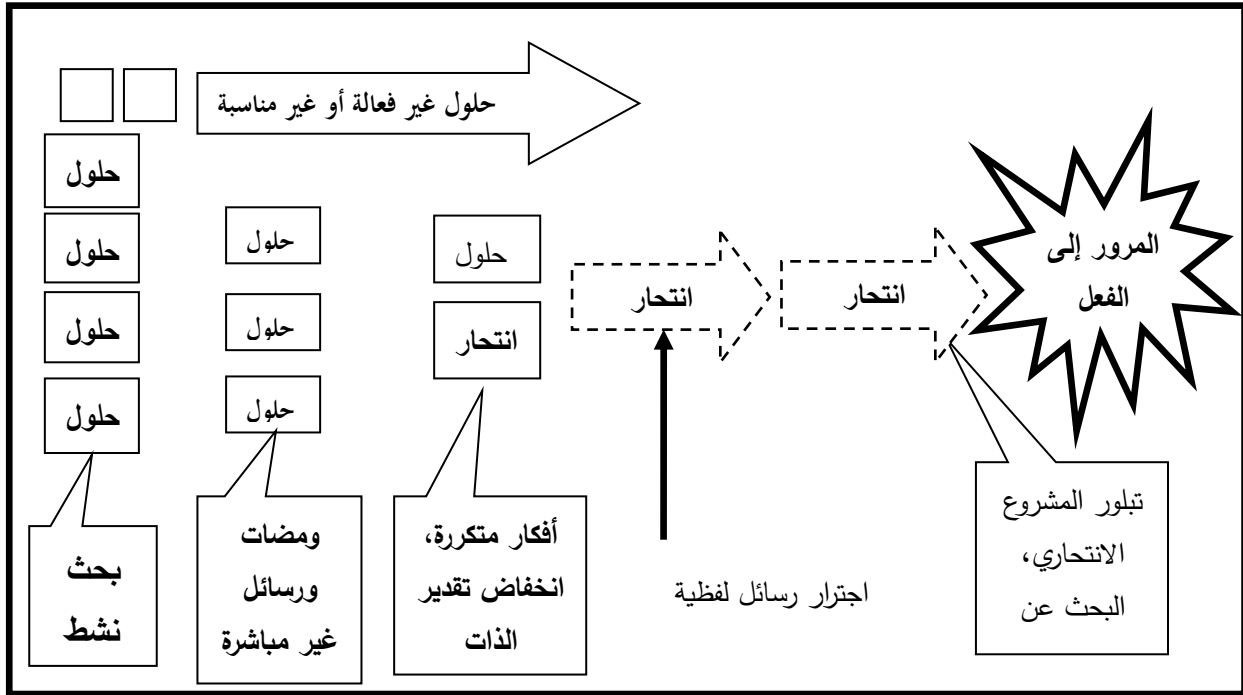 حلول غير فعالة أو غير مناسبة
حلول
حلول
حلول
حلول
حلول
حلول
حلول
حلول
انتحار
انتحار
انتحار
المرور إلى
الفعل
بحث
نشط
ومضات
ورسائل
غير مباشرة
أفكار متكررة،
انخفاض تقدير
الذات
اجترار رسائل لفظية
تبلور المشروع
الانتحاري،
البحث عن